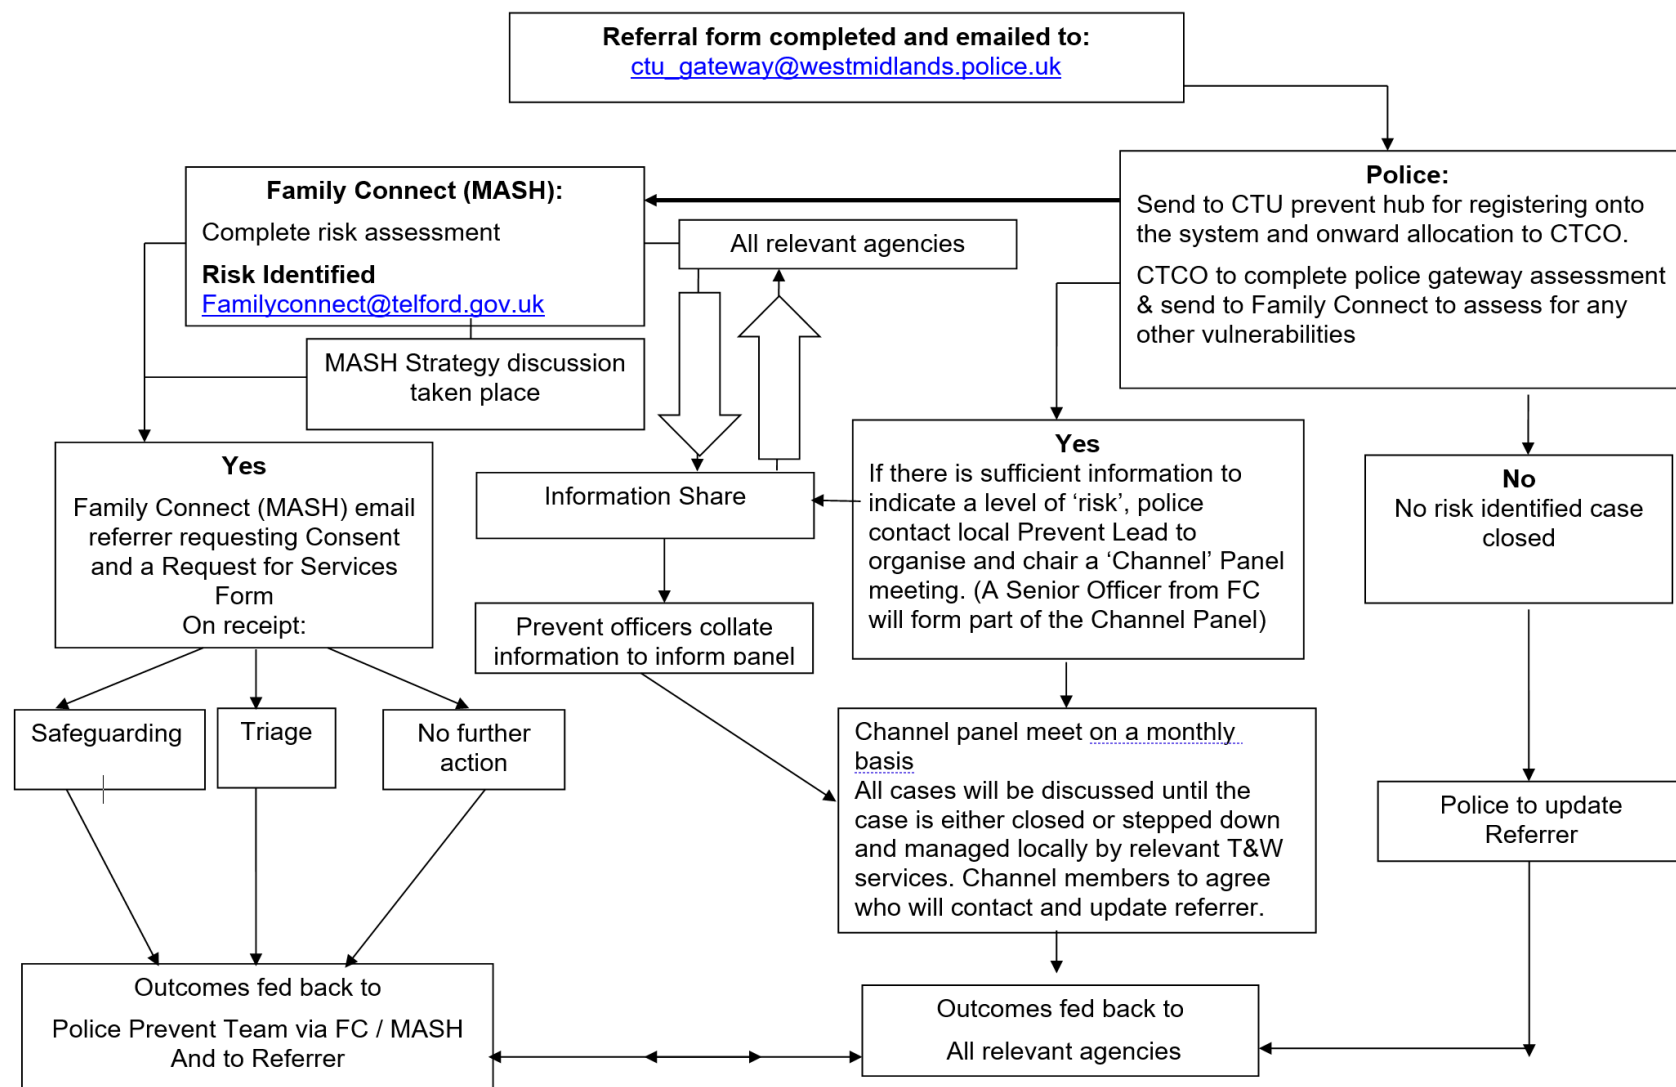 Referral form completed and emailed to:
ctu_gateway@westmidlands.police.uk
Police:
Send to CTU prevent hub for registering onto
the system and onward allocation to CTCO.
CTCO to complete police gateway assessment
& send to Family Connect to assess for any
other vulnerabilities
Family Connect (MASH):
Complete risk assessment
Risk Identified
Familyconnect@telford.gov.uk
All relevant agencies
MASH Strategy discussion
taken place
Yes
Family Connect (MASH) email
referrer requesting Consent
and a Request for Services
Form
On receipt:
Information Share
Yes
If there is sufficient information to
indicate a level of ‘risk’, police
contact local Prevent Lead to
organise and chair a ‘Channel’ Panel
meeting. (A Senior Officer from FC
will form part of the Channel Panel)
No
No risk identified case
closed
Prevent officers collate
information to inform panel
Safeguarding
Triage
No further
action
Channel panel meet on a monthly
basis
All cases will be discussed until the
case is either closed or stepped down
and managed locally by relevant T&W
services. Channel members to agree
who will contact and update referrer.
Police to update
Referrer
Outcomes fed back to
Police Prevent Team via FC / MASH
And to Referrer
Outcomes fed back to
All relevant agencies